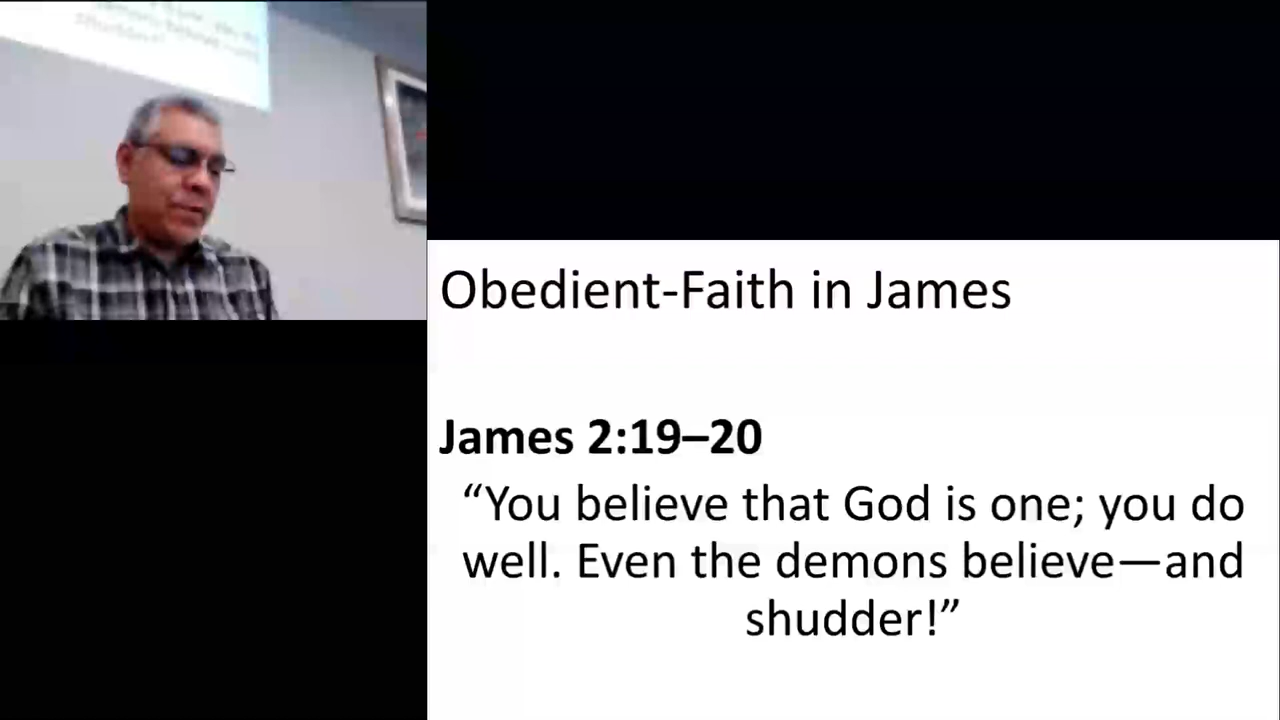 Obedient-Faith in James
James 2:19–20
“You believe that God is one; you do
well. Even the demons believe—and
shudder!”